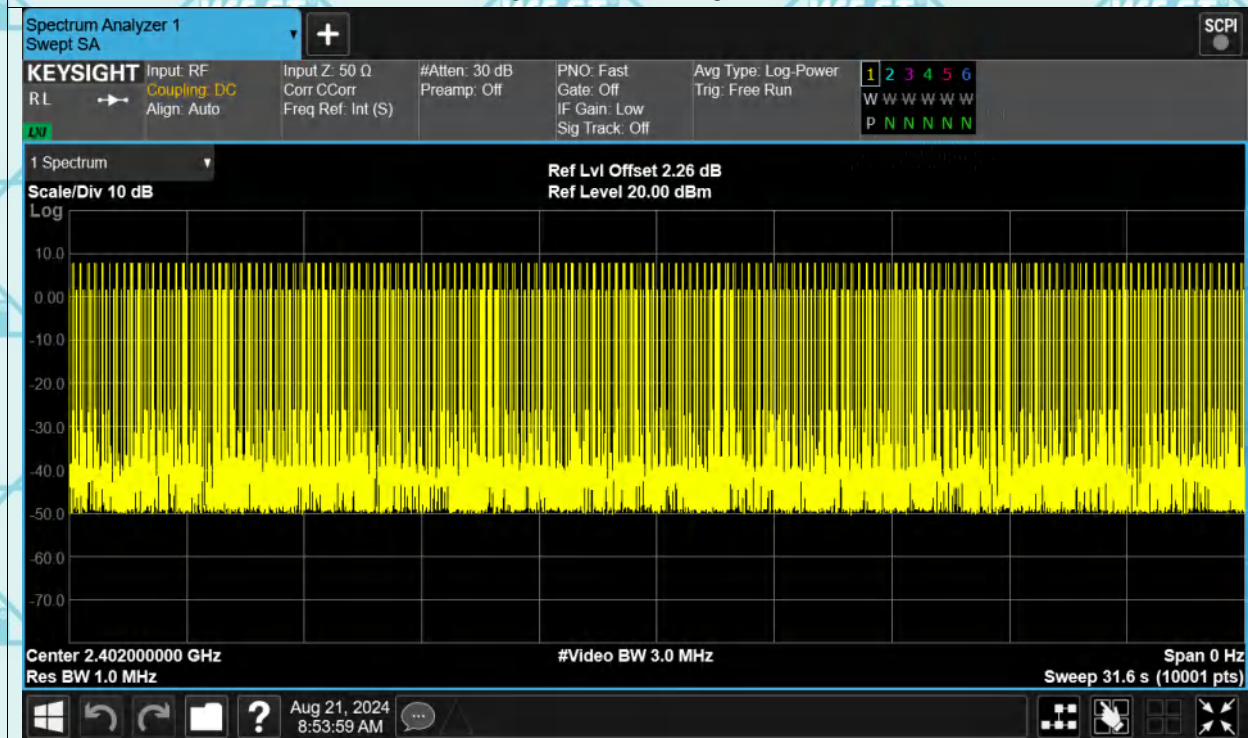 Spectrum Analyzer 1
Swept SA
+
SCPI
KEYSIGHT
RL
LXI
Input: RF
Coupling: DC
Align: Auto
Input Z: 50 Ω
Corr CCorr
Freq Ref: Int (S)
#Atten: 30 dB
Preamp: Off
PNO: Fast
Gate: Off
IF Gain: Low
Sig Track: Off
Avg Type: Log-Power
Trig: Free Run
1 2 3 4 5 6
W W W W W W
P N N N N N
1 Spectrum
Scale/Div 10 dB
Ref Lvl Offset 2.26 dB
Ref Level 20.00 dBm
Log
10.0
0.00
-10.0
-20.0
-30.0
-40.0
-50.0
-60.0
-70.0
Center 2.402000000 GHz
#Video BW 3.0 MHz
Span 0 Hz
Res BW 1.0 MHz
Sweep 31.6 s (10001 pts)
?
Aug 21, 2024
8:53:59 AM